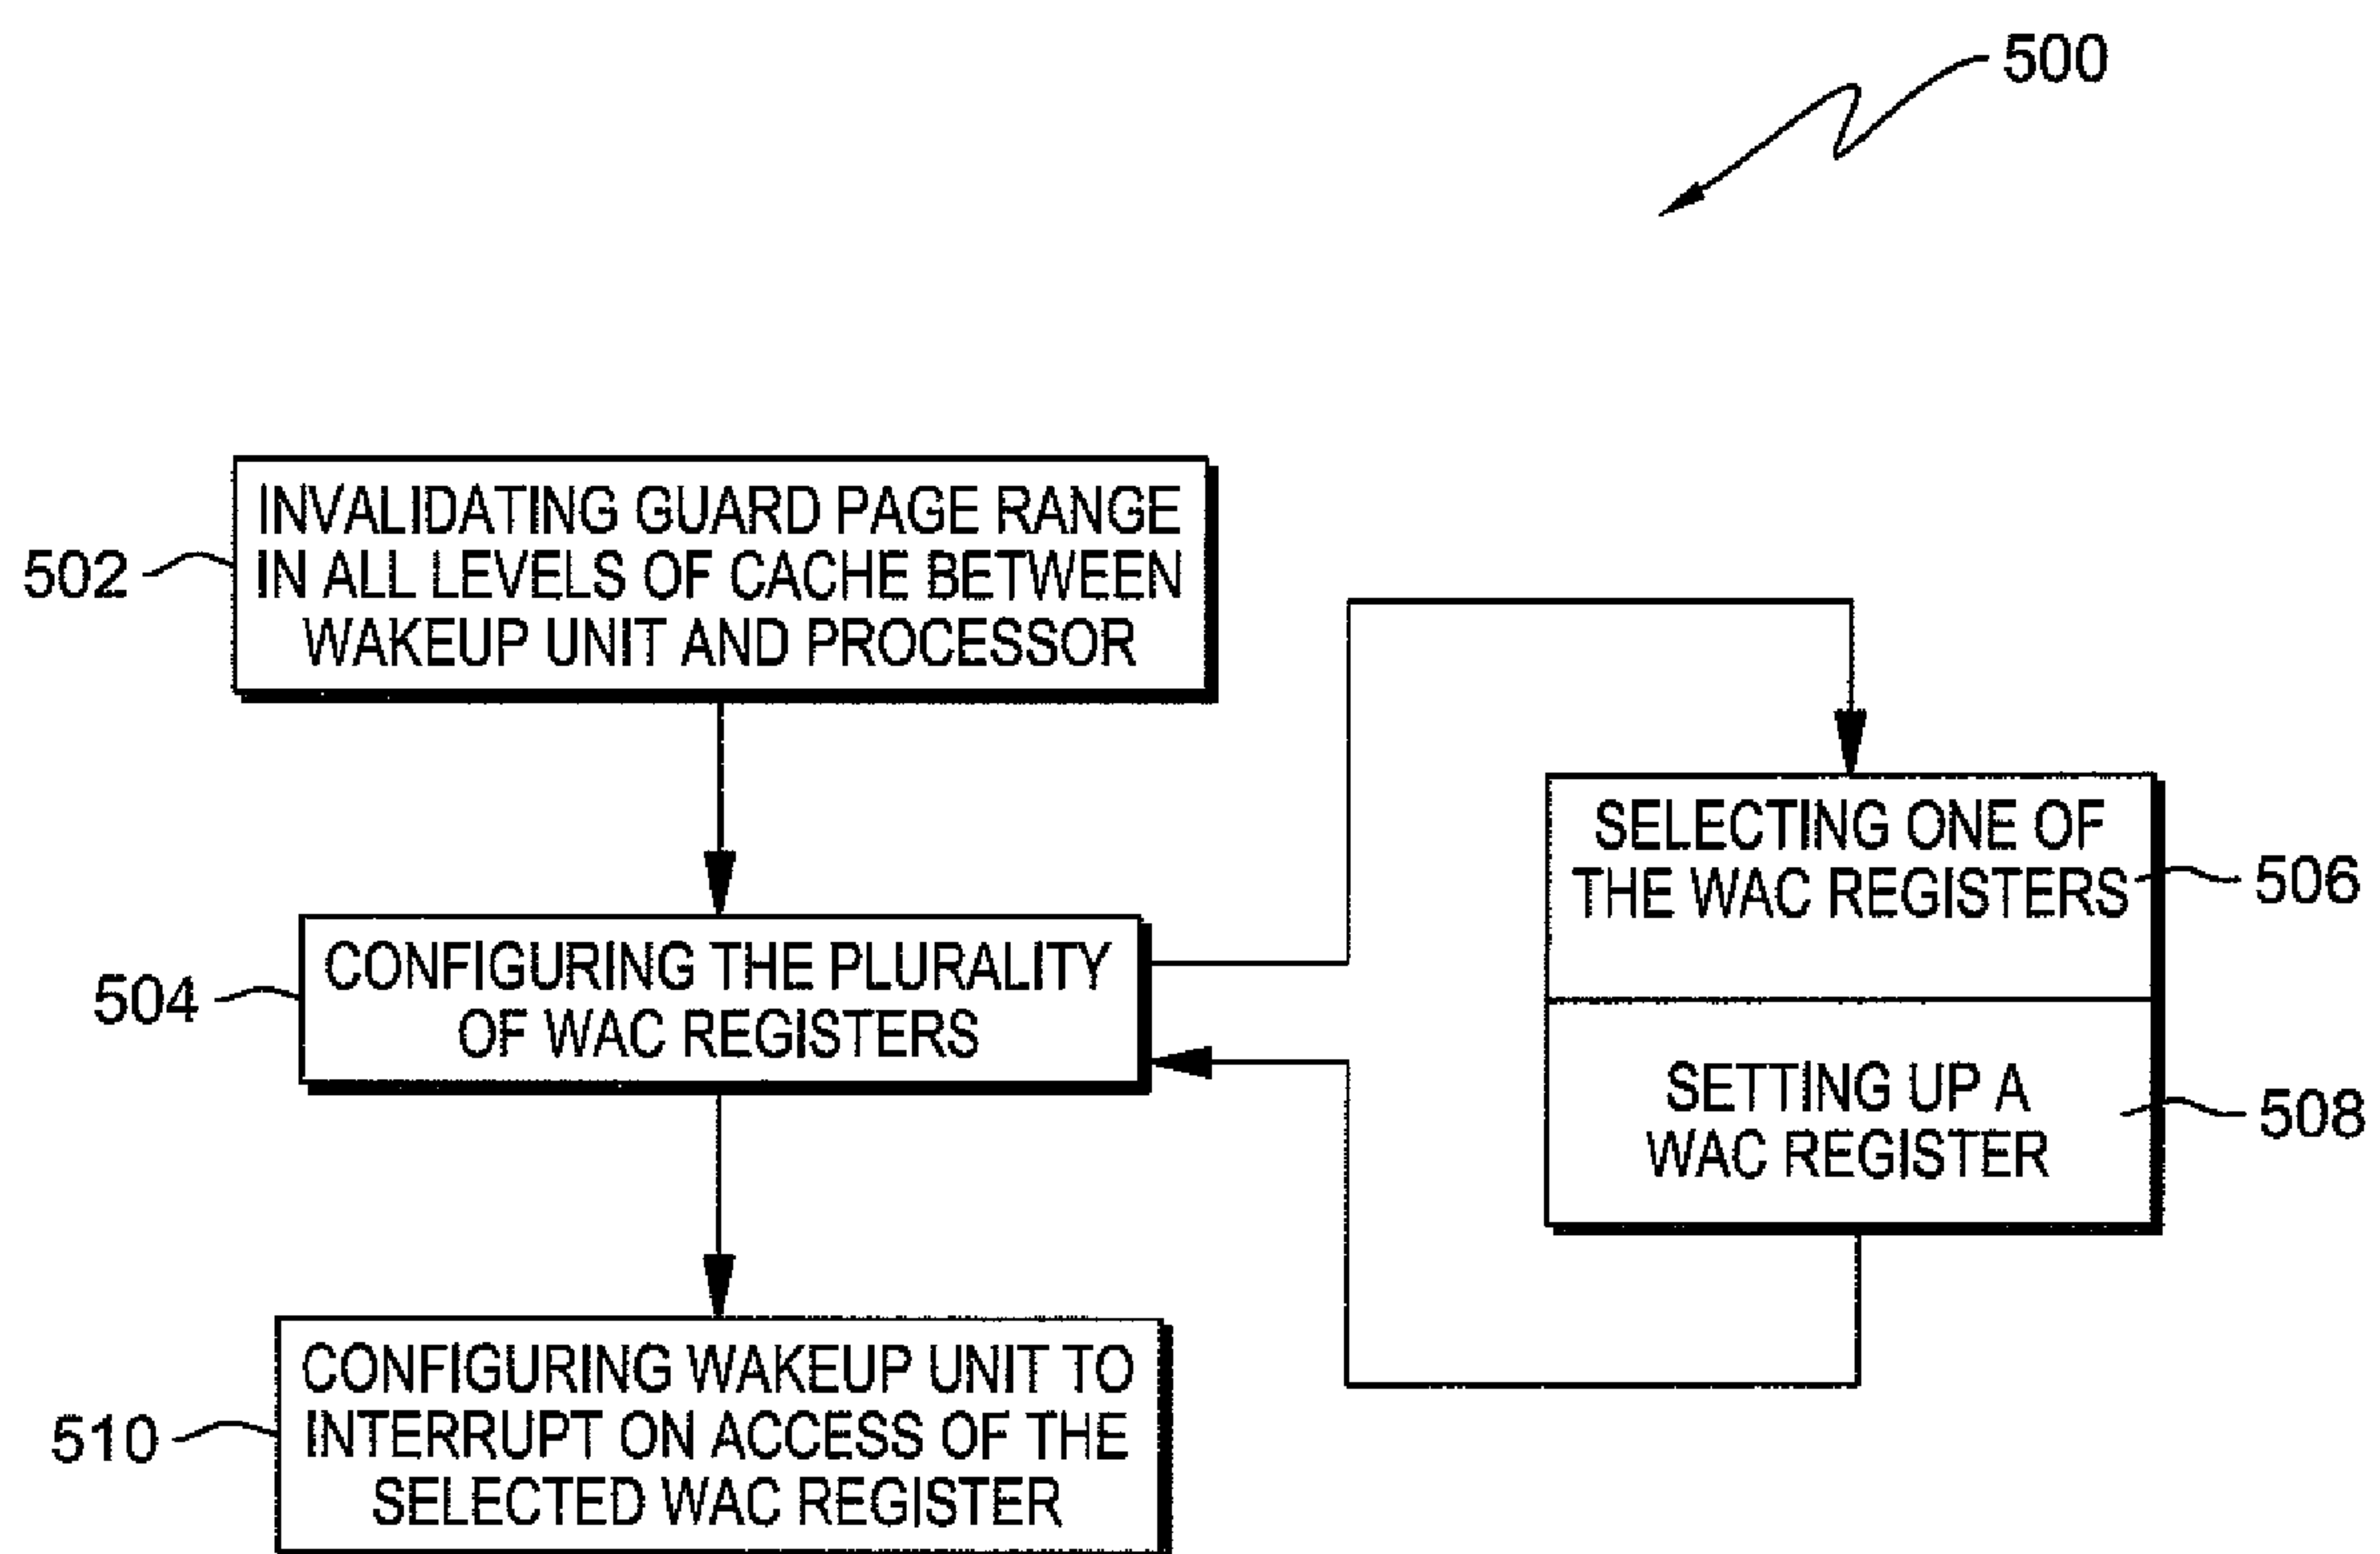 500
502
INVALIDATING GUARD PAGE RANGE
IN ALL LEVELS OF CACHE BETWEEN
WAKEUP UNIT AND PROCESSOR
504
CONFIGURING THE PLURALITY
OF WAC REGISTERS
SELECTING ONE OF
THE WAC REGISTERS
506
SETTING UP A
WAC REGISTER
508
510
CONFIGURING WAKEUP UNIT TO
INTERRUPT ON ACCESS OF THE
SELECTED WAC REGISTER